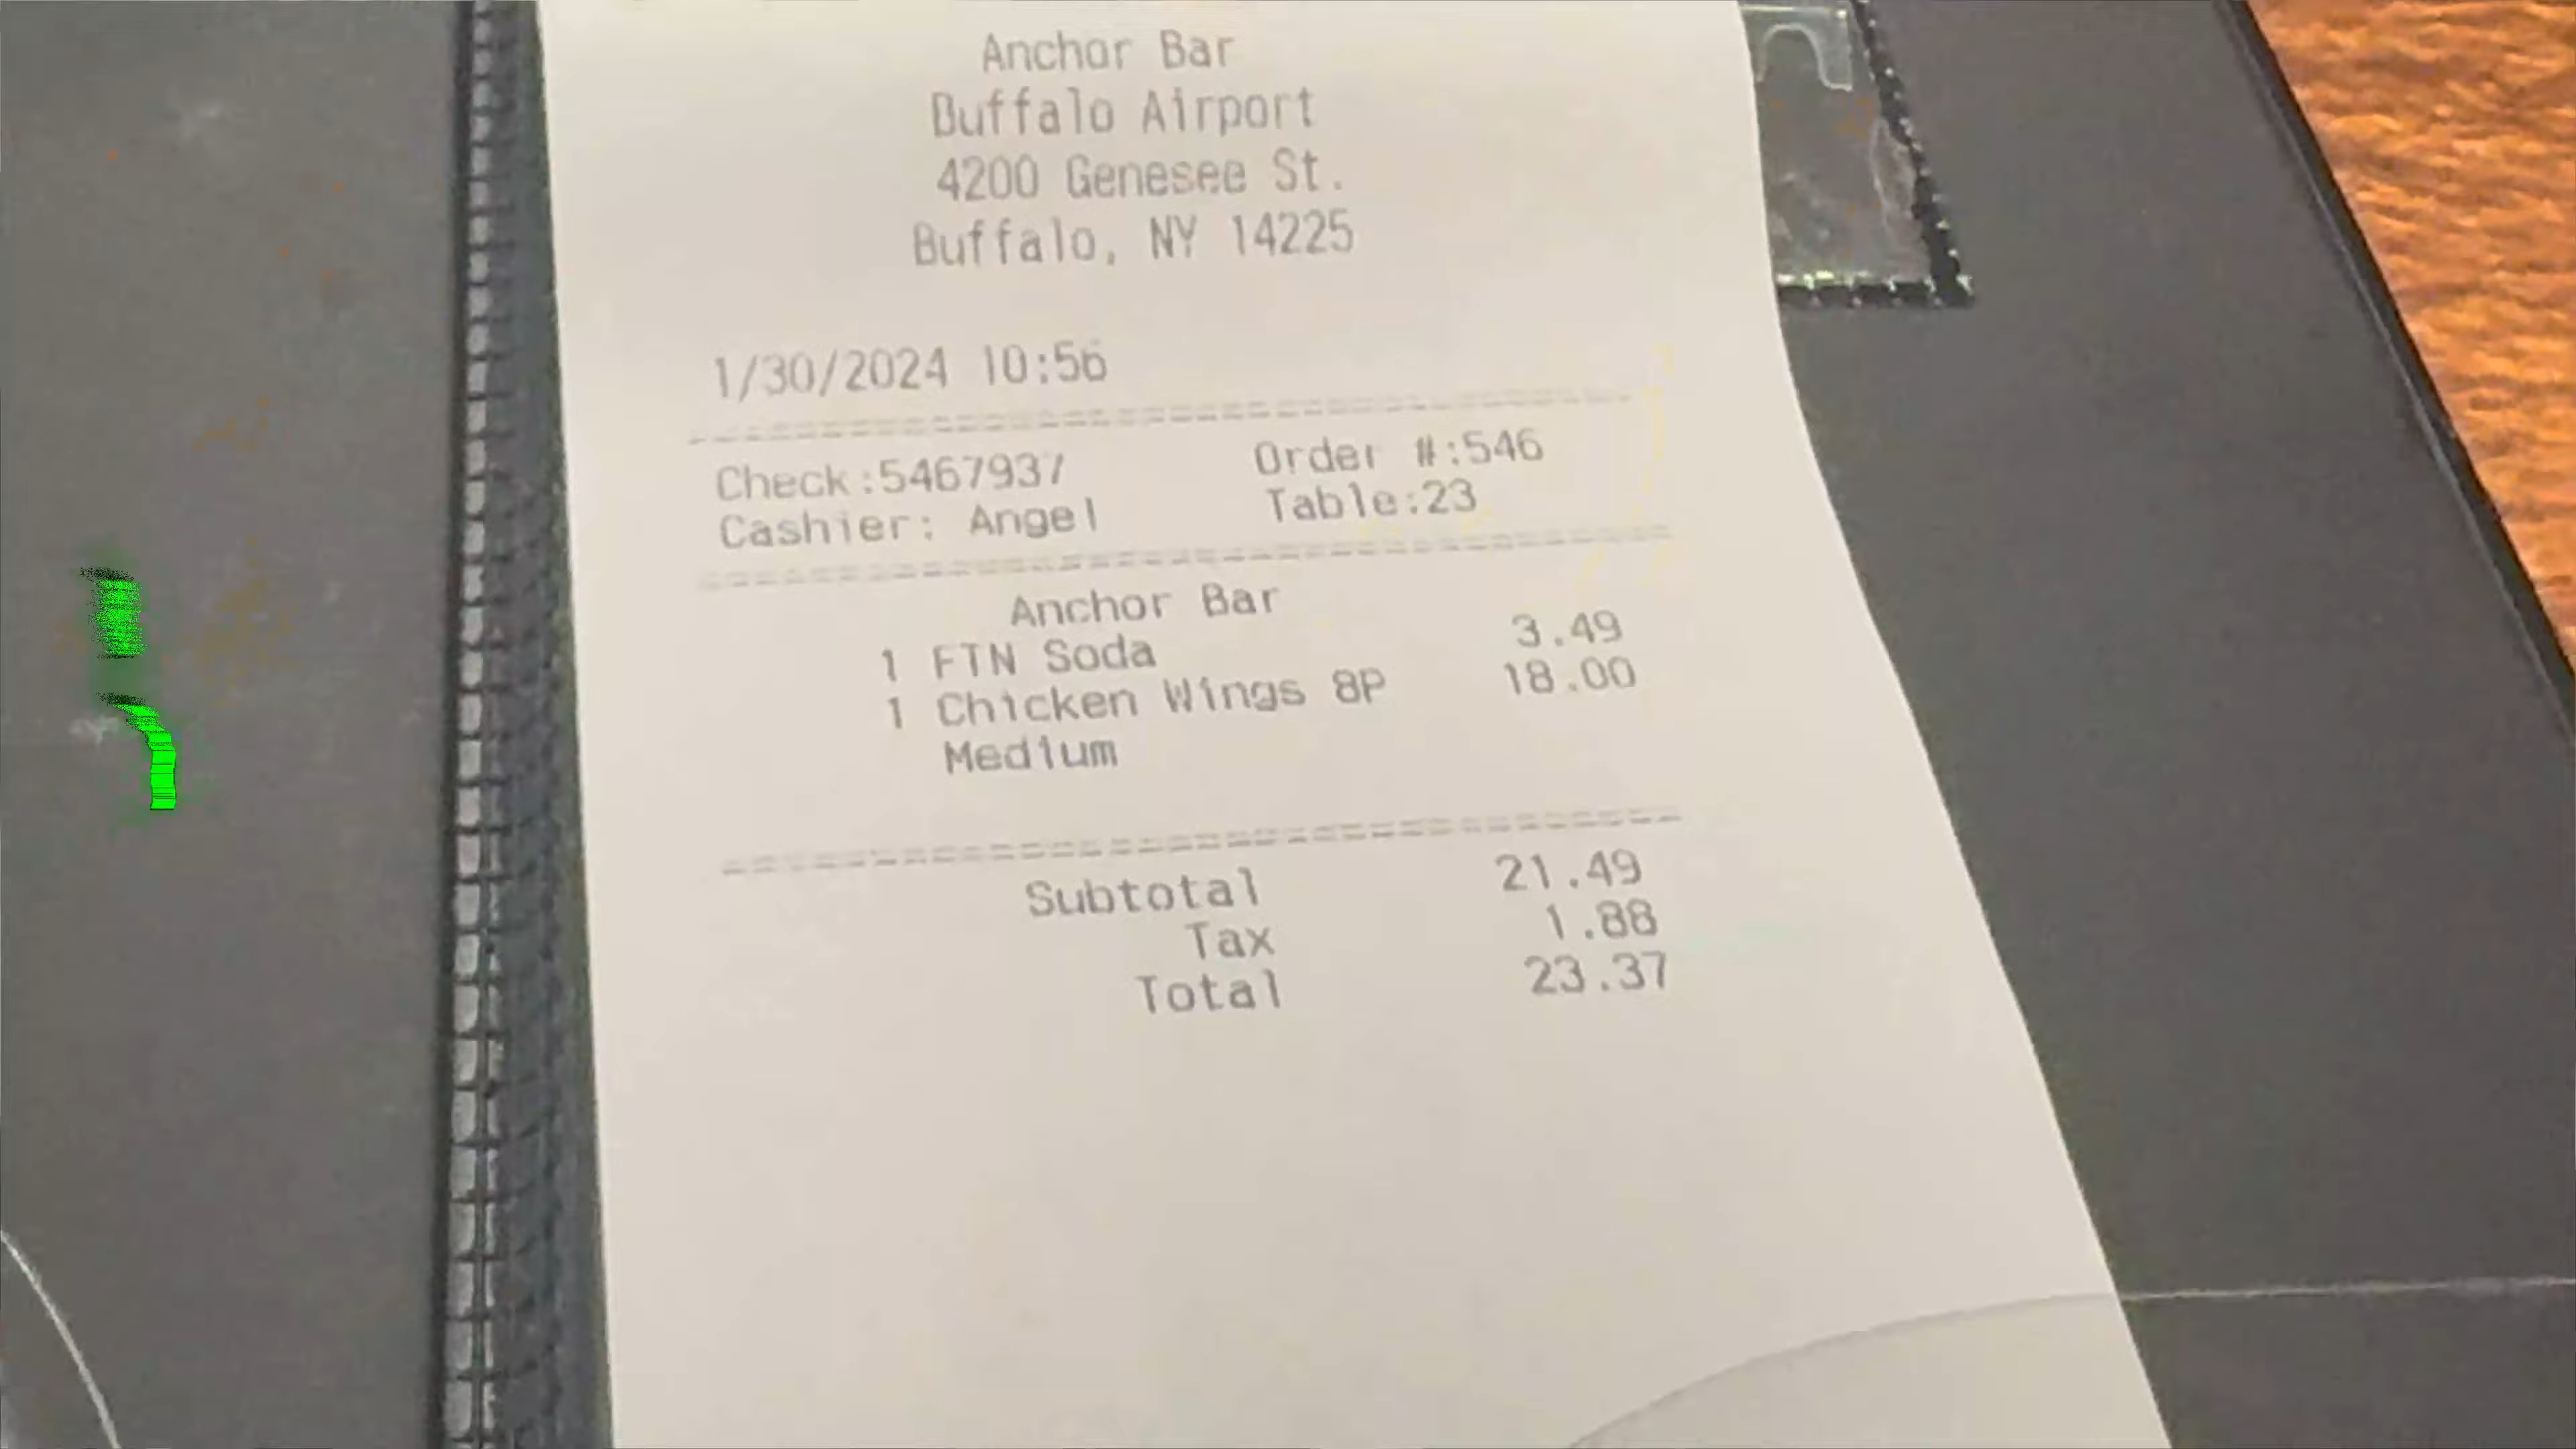 Anchor Bar
Buffalo Airport
4200 Genesee St.
Buffalo, NY 14225
1/30/2024 10:56
Check:5467937 Order #:546
Cashier: Angel Table:23
Anchor Bar
1 FTN Soda 3.49
1 Chicken Wings 8P 18.00
Medium
Subtotal 21.49
Tax 1.88
Total 23.37